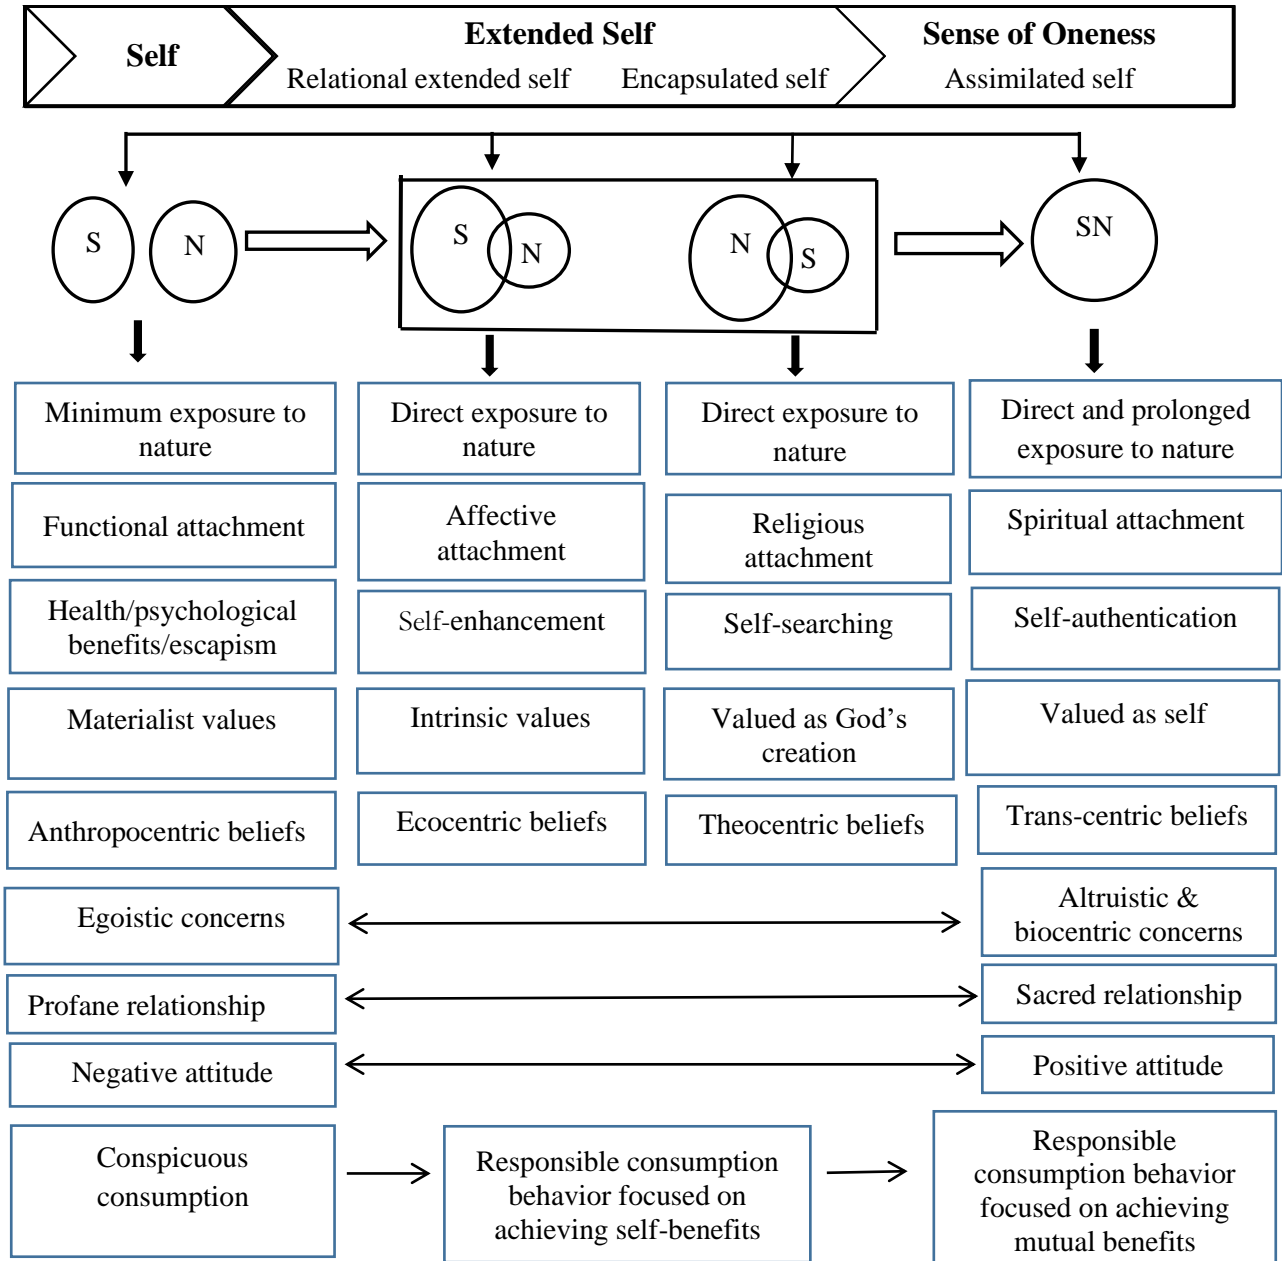 Self
Extended Self
Sense of Oneness
Relational extended self
Encapsulated self
Assimilated self
S
N
S
N
N
S
SN
Minimum exposure to
nature
Direct exposure to
nature
Direct exposure to
nature
Direct and prolonged
exposure to nature
Functional attachment
Affective
attachment
Religious
attachment
Spiritual attachment
Health/psychological
benefits/escapism
Self-enhancement
Self-searching
Self-authentication
Materialist values
Intrinsic values
Valued as God’s
creation
Valued as self
Anthropocentric beliefs
Ecocentric beliefs
Theocentric beliefs
Trans-centric beliefs
Egoistic concerns
Altruistic &
biocentric concerns
Profane relationship
Sacred relationship
Negative attitude
Positive attitude
Conspicuous
consumption
Responsible consumption
behavior focused on
achieving self-benefits
Responsible
consumption behavior
focused on achieving
mutual benefits